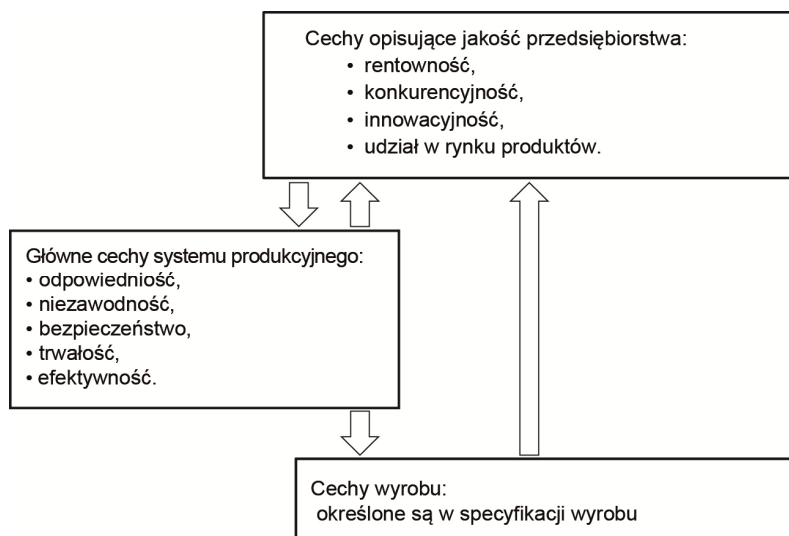 Cechy opisujące jakość przedsiębiorstwa:
• rentowność,
• konkurencyjność,
• innowacyjność,
• udział w rynku produktów.
Główne cechy systemu produkcyjnego:
• odpowiedniość,
• niezawodność,
• bezpieczeństwo,
• trwałość,
• efektywność.
Cechy wyrobu:
określone są w specyfikacji wyrobu